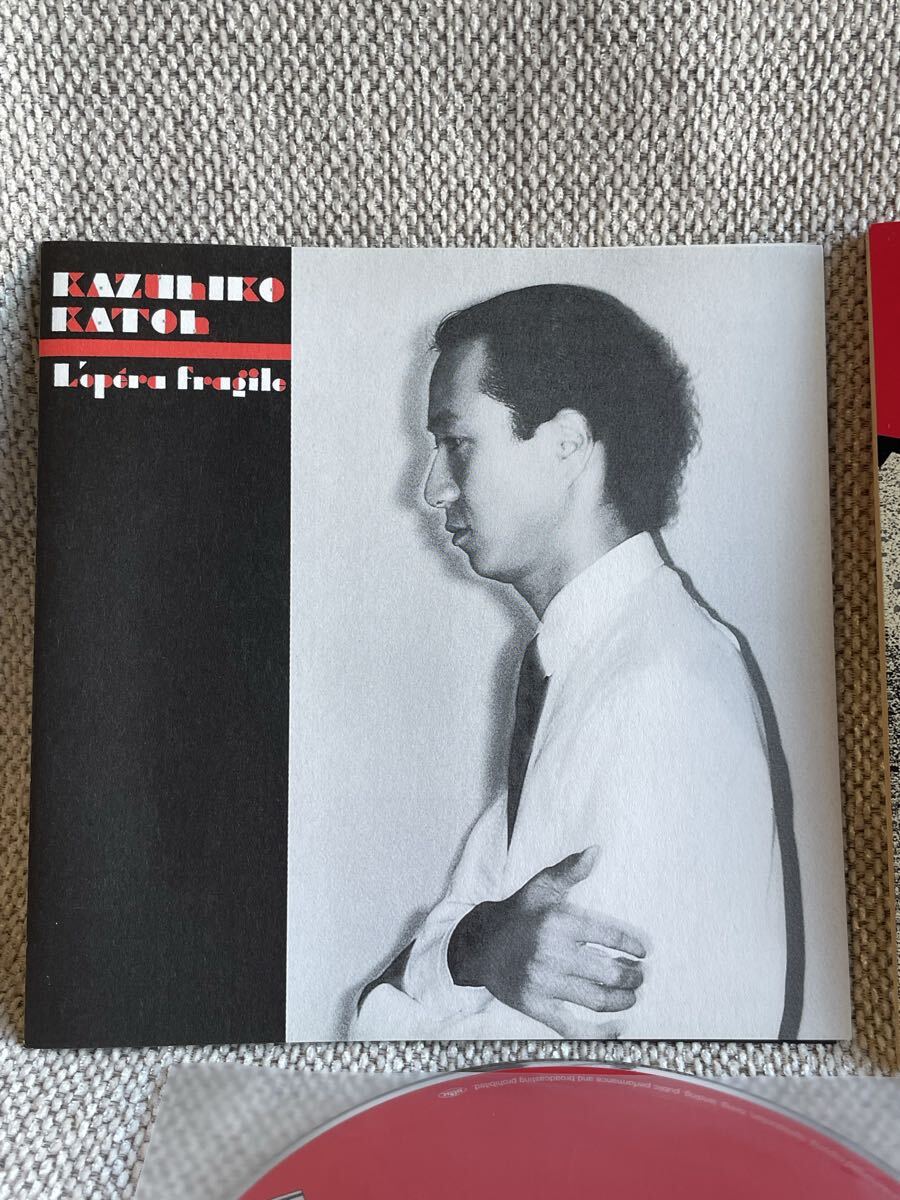 KAZUhIKO
KATOh
L'opéra fragile
public performance and broadcasting prohibited.